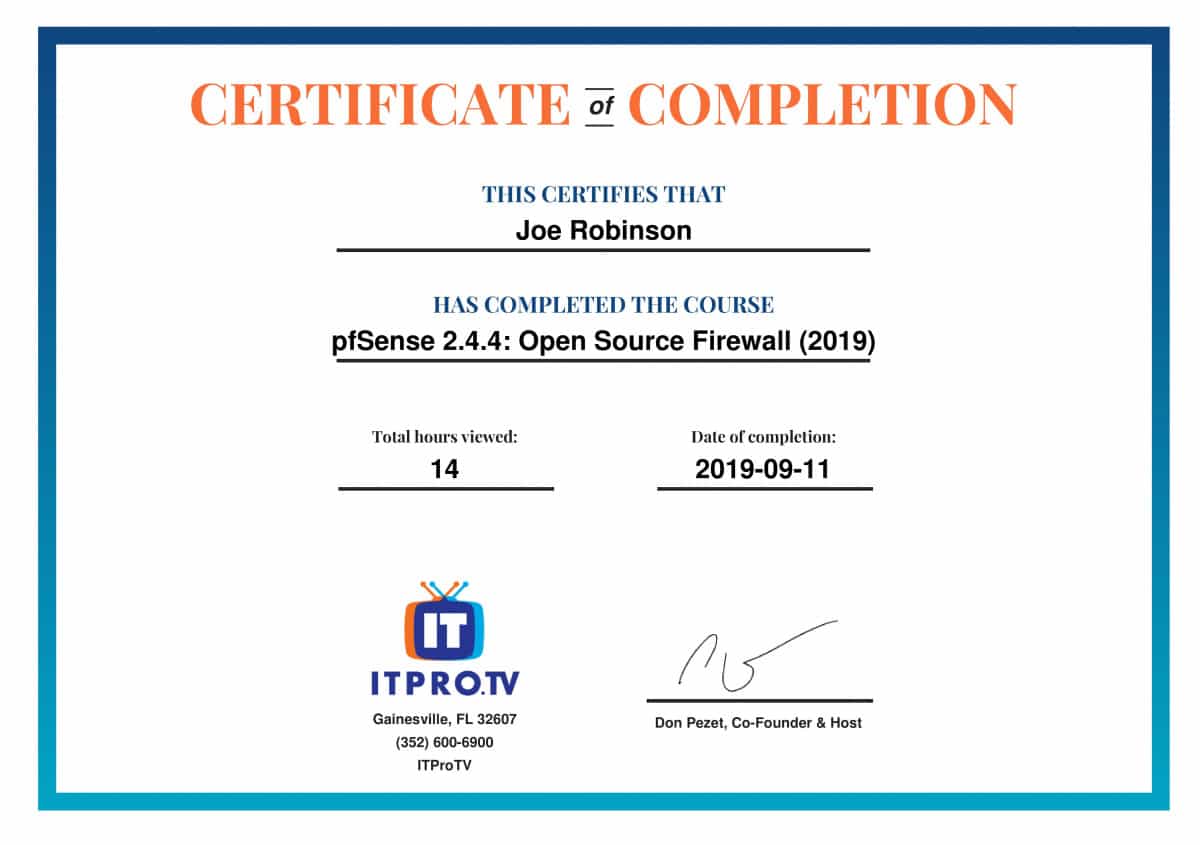 CERTIFICATE of COMPLETION
THIS CERTIFIES THAT
Joe Robinson
HAS COMPLETED THE COURSE
pfSense 2.4.4: Open Source Firewall (2019)
Total hours viewed:
14
Date of completion:
2019-09-11
IT
ITPRO.TV
Gainesville, FL 32607
(352) 600-6900
ITProTV
Don Pezet, Co-Founder & Host